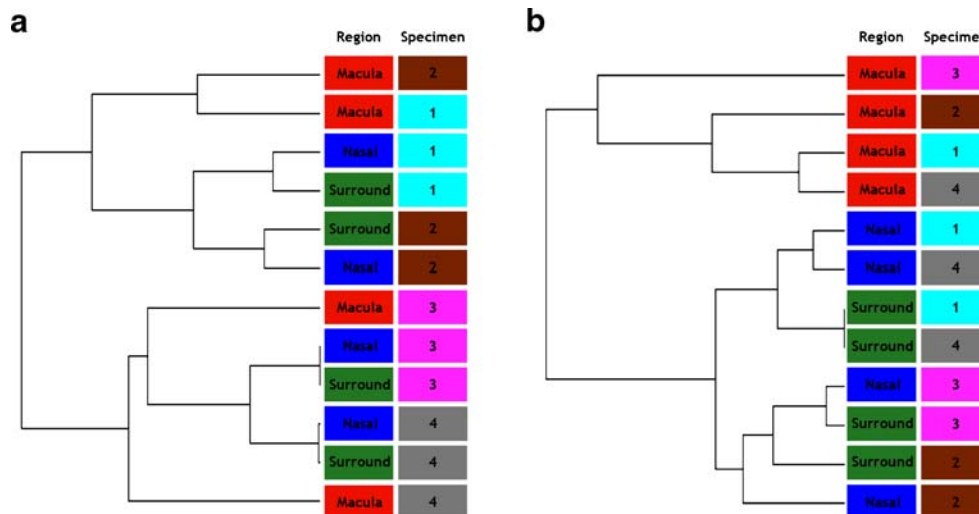 a
Region Specimen
Macula 2
Macula 1
Nasal 1
Surround 1
Surround 2
Nasal 2
Macula 3
Nasal 3
Surround 3
Nasal 4
Surround 4
Macula 4
b
Region Specime
Macula 3
Macula 2
Macula 1
Macula 4
Nasal 1
Nasal 4
Surround 1
Surround 4
Nasal 3
Surround 3
Surround 2
Nasal 2